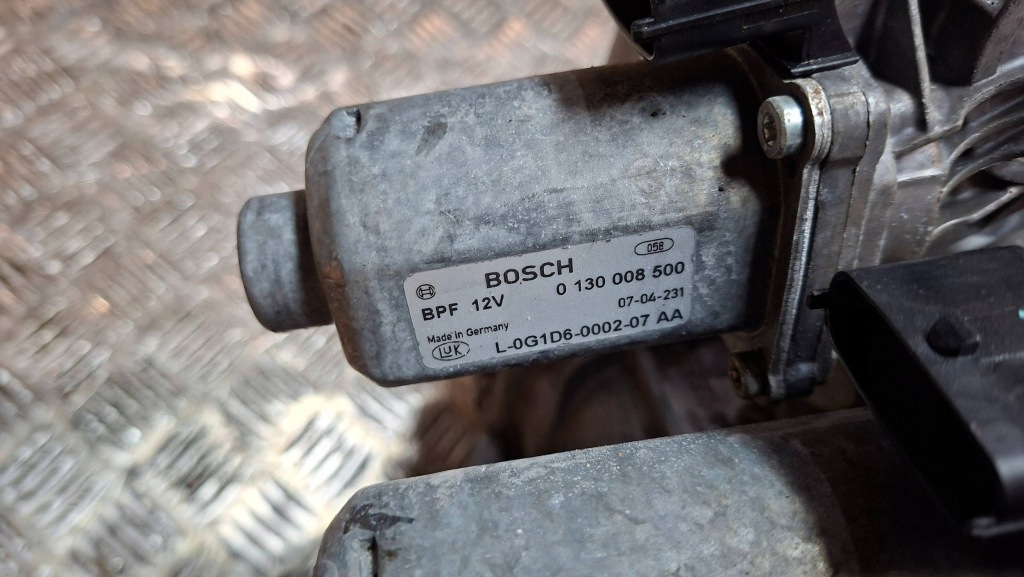 058
BOSCH
BPF 12V 0 130 008 500
07-04-231
Made in Germany
LUK L-0G1D6-0002-07 AA